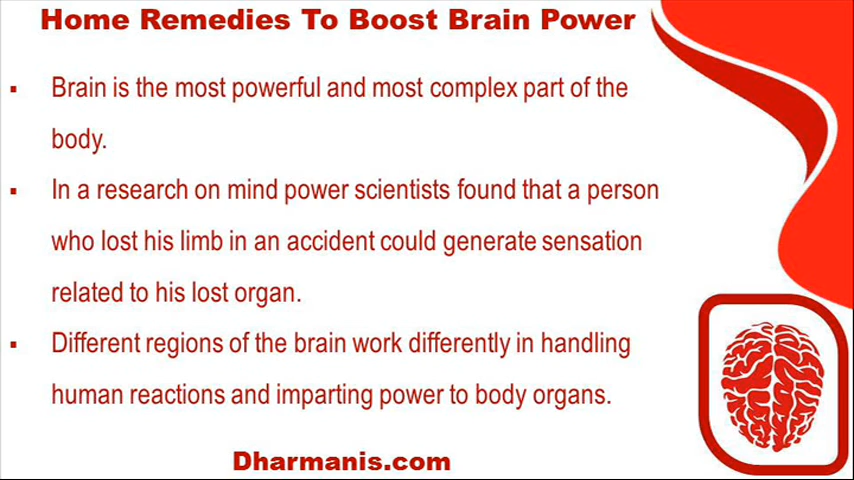 Home Remedies To Boost Brain Power
▪ Brain is the most powerful and most complex part of the
body.
▪ In a research on mind power scientists found that a person
who lost his limb in an accident could generate sensation
related to his lost organ.
▪ Different regions of the brain work differently in handling
human reactions and imparting power to body organs.
Dharmanis.com